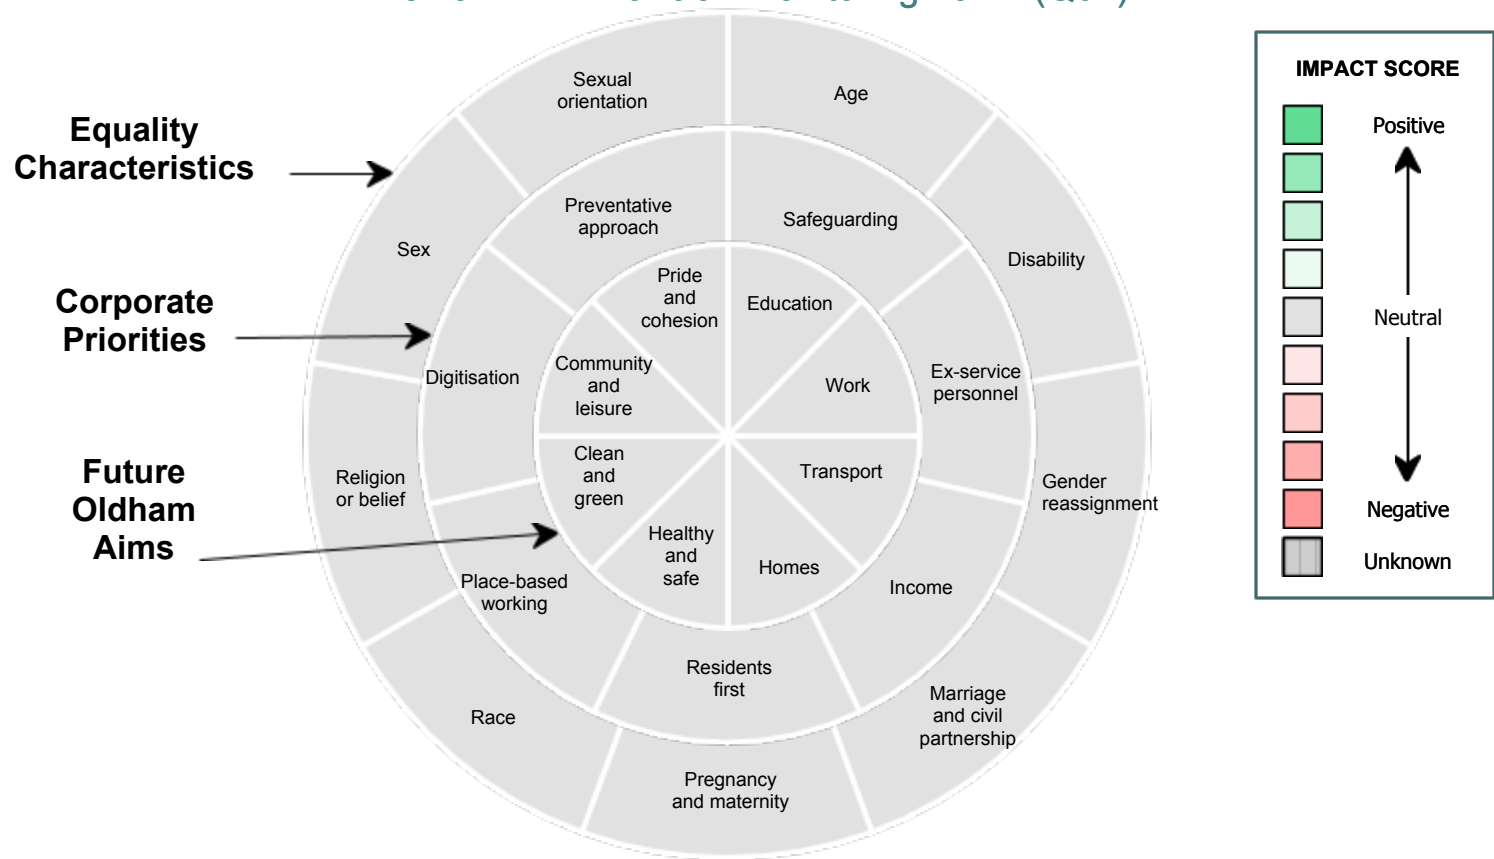 Equality
Characteristics
Corporate
Priorities
Future
Oldham
Aims
Sexual
orientation
Age
Disability
Gender
reassignment
Marriage
and civil
partnership
Pregnancy
and maternity
Race
Religion
or belief
Sex
Preventative
approach
Safeguarding
Ex-service
personnel
Income
Residents
first
Place-based
working
Digitisation
Pride
and
cohesion
Education
Work
Transport
Homes
Healthy
and
safe
Clean
and
green
Community
and
leisure
IMPACT SCORE
Positive
Neutral
Negative
Unknown